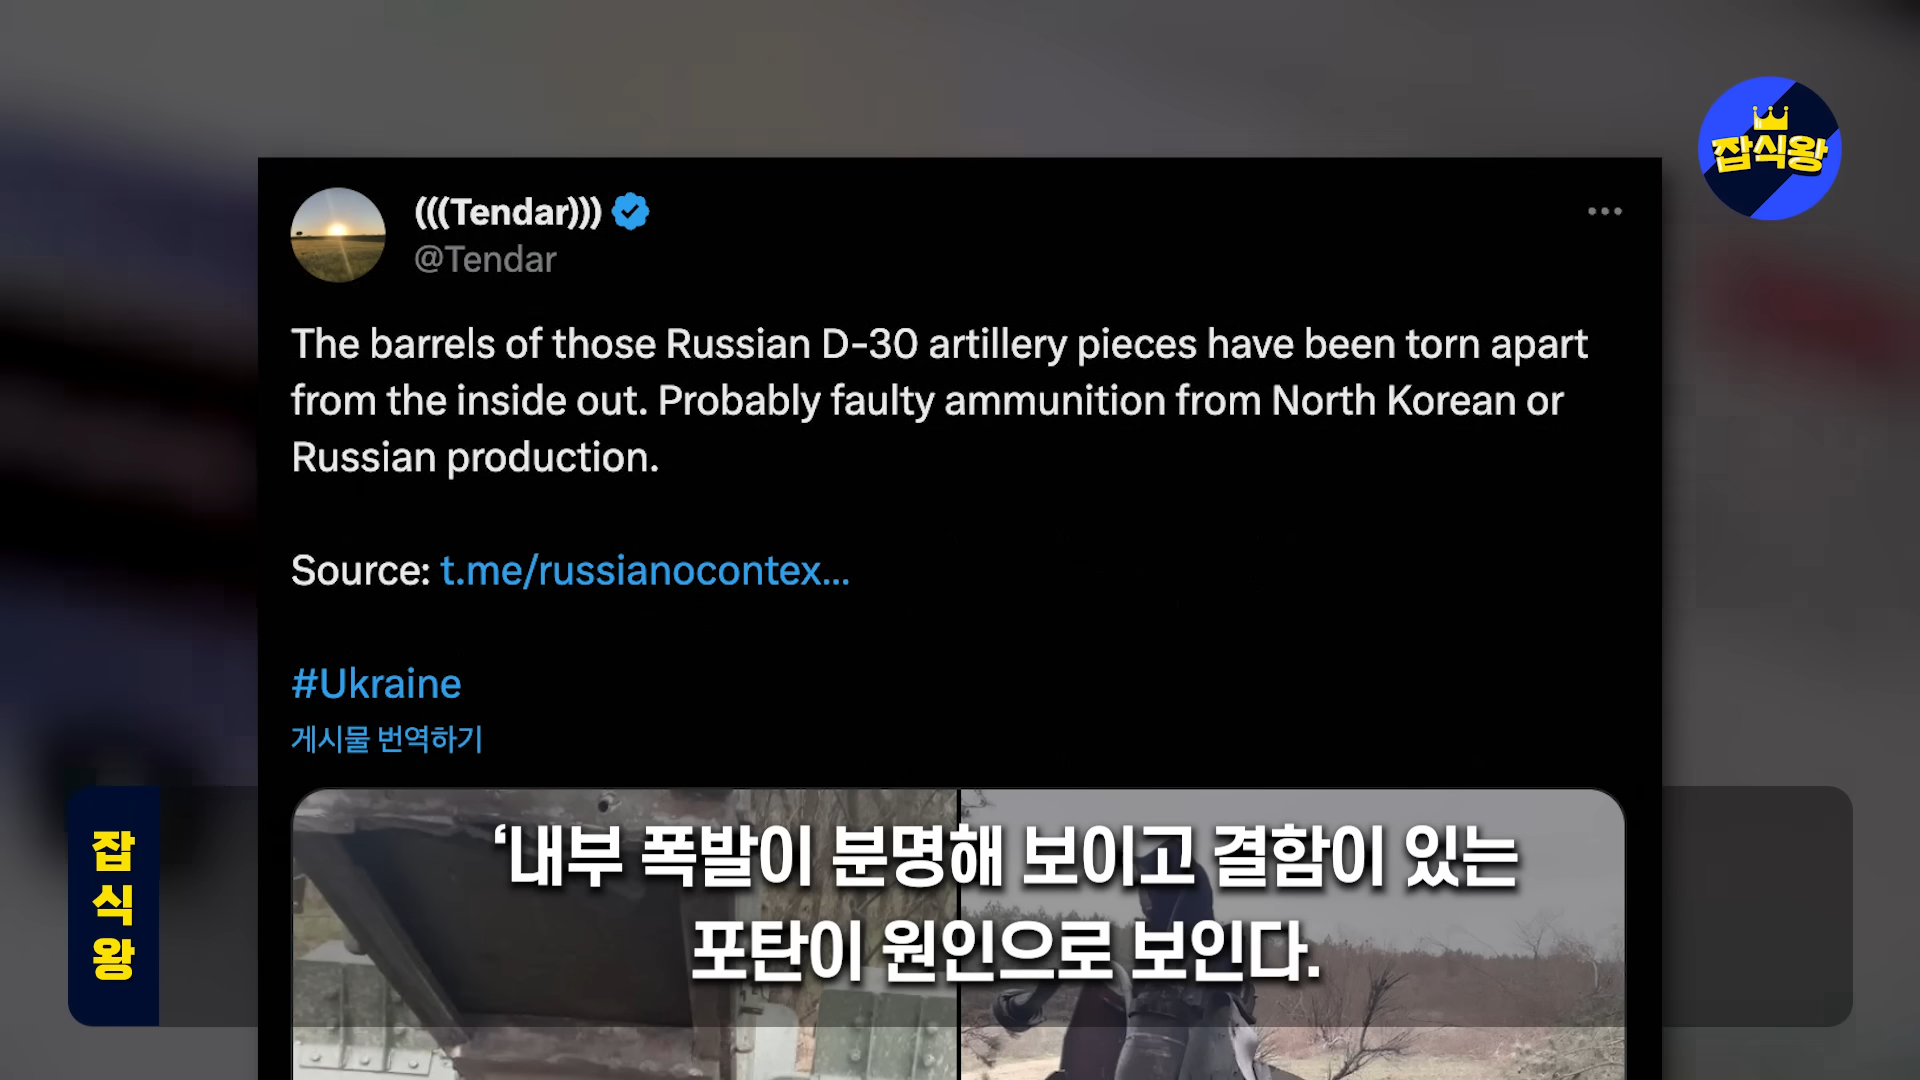 잡식왕
(((Tendar)))
@Tendar
The barrels of those Russian D-30 artillery pieces have been torn apart
from the inside out. Probably faulty ammunition from North Korean or
Russian production.
Source: t.me/russianocontex...
#Ukraine
게시물 번역하기
잡식왕
‘내부 폭발이 분명해 보이고 결함이 있는
포탄이 원인으로 보인다.